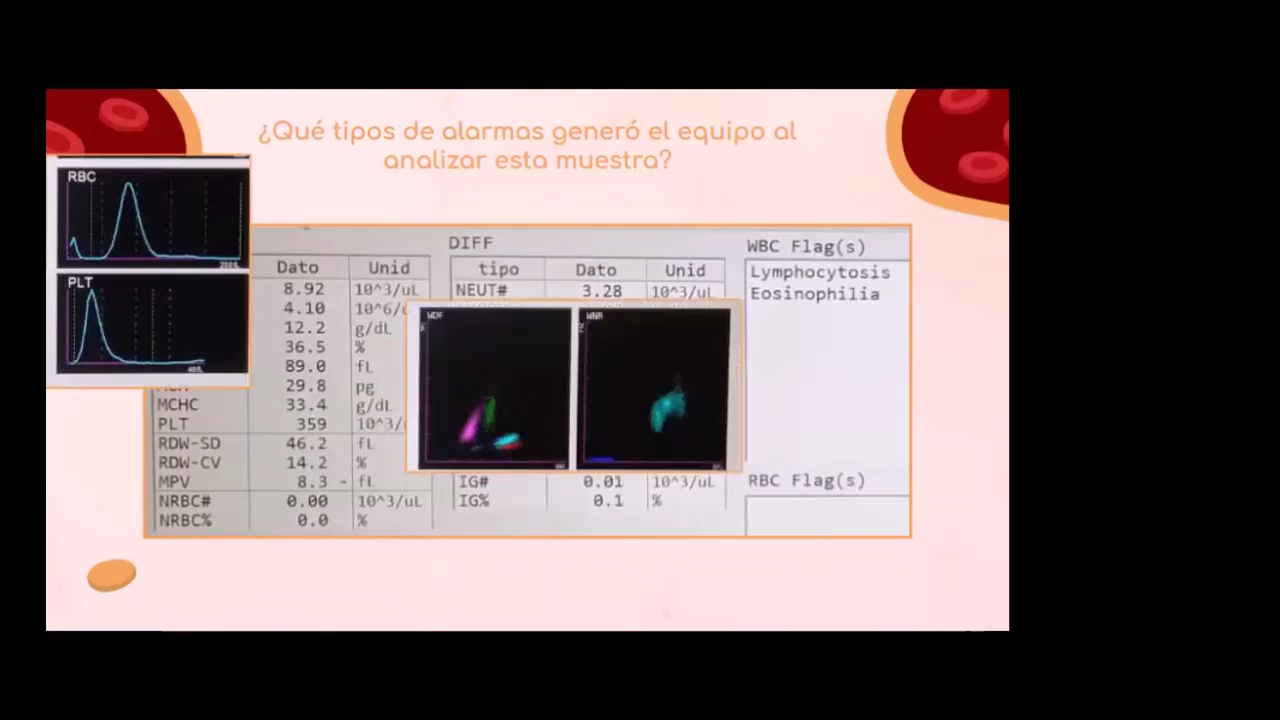 ¿Qué tipos de alarmas generó el equipo al
analizar esta muestra?
RBC
PLT
DIFF
WBC Flag(s)
Dato Unid tipo Dato Unid
Lymphocytosis
Eosinophilia
8.92 10^3/uL NEUT# 3.28 10^3/uL
4.10 10^6/
12.2 g/dL
36.5 %
89.0 fL
29.8 pg
MCHC 33.4 g/dL
PLT 359 10^3/
RDW-SD 46.2 fL
RDW-CV 14.2 %
MPV 8.3 - fL
NRBC# 0.00 10^3/uL
NRBC% 0.0 %
WDF
WNR
IG# 0.01 10^3/uL
IG% 0.1 %
RBC Flag(s)